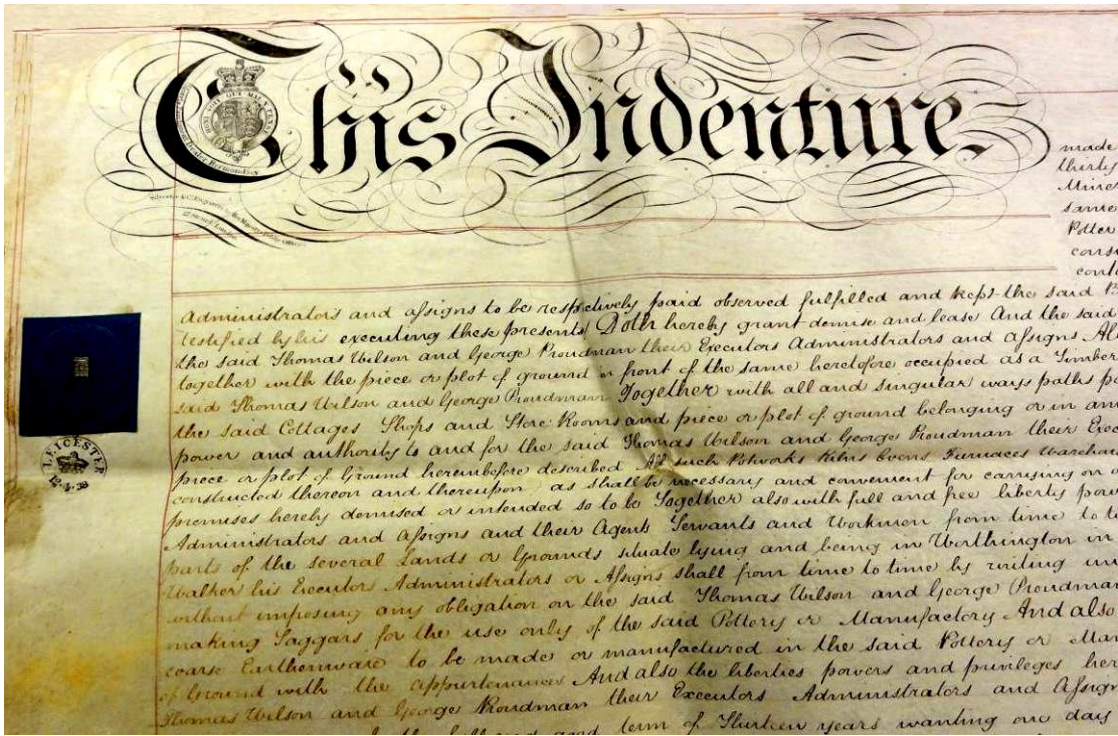 This Indenture
made
thirty
same
Potter
Administrators and assigns to be respectively paid observed fulfilled and kept the said
testified by his executing these presents Doth hereby grant demise and lease And the said
the said Thomas Wilson and George Proudman their Executors Administrators and Assigns
together with the piece or plot of ground in front of the same heretofore occupied as a Timber
said Thomas Wilson and George Proudman Together with all and singular ways paths
the said Cottages Shops and Store Rooms and piece or plot of ground belonging or in
power and authority to and for the said Thomas Wilson and George Proudman their
piece or plot of Ground hereinbefore described All such Potworks Kilns Ovens Furnaces
constructed thereon and thereupon as shall be necessary and convenient for carrying on
premises hereby demised or intended so to be Together also with full and free liberty
Administrators and Assigns and their Agents Servants and Workmen from time to
parts of the several Lands or Grounds situate lying and being in Worthington in
Walker his Executors Administrators or Assigns shall from time to time by writing
without imposing any obligation on the said Thomas Wilson and George Proudman
making Saggars for the use only of the said Pottery or Manufactory And also
coarse Earthenware to be made or manufactured in the said Pottery or
of Ground with the appurtenances And also the liberties powers and privileges
Thomas Wilson and George Proudman their Executors Administrators and
term of Thirteen years wanting one day
LEICESTER